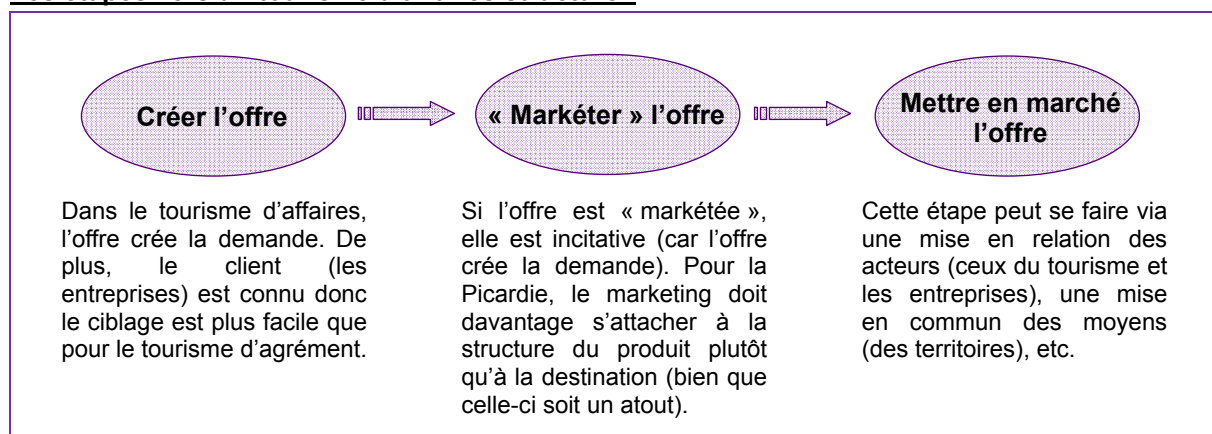 Créer l’offre
« Markéter » l’offre
Mettre en marché
l’offre
Dans le tourisme d’affaires,
l’offre crée la demande. De
plus, le client (les
entreprises) est connu donc
le ciblage est plus facile que
pour le tourisme d’agrément.
Si l’offre est « markétée »,
elle est incitative (car l’offre
crée la demande). Pour la
Picardie, le marketing doit
davantage s’attacher à la
structure du produit plutôt
qu’à la destination (bien que
celle-ci soit un atout).
Cette étape peut se faire via
une mise en relation des
acteurs (ceux du tourisme et
les entreprises), une mise
en commun des moyens
(des territoires), etc.